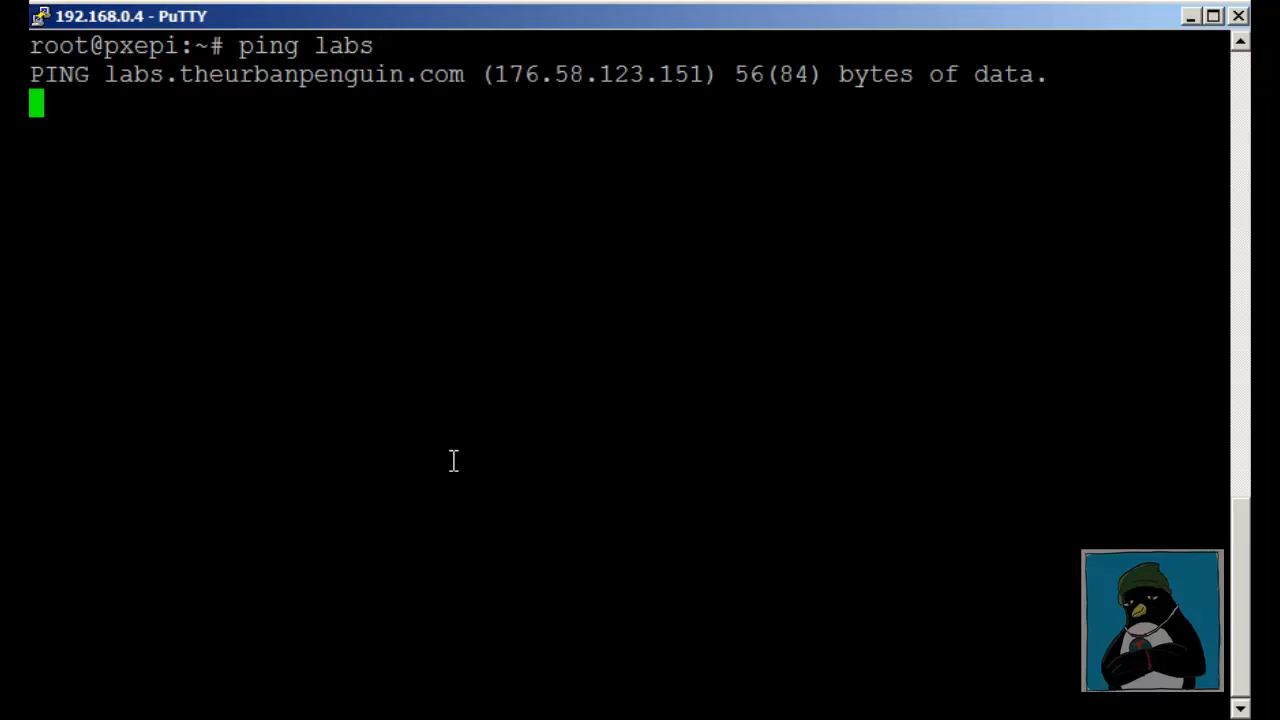 192.168.0.4 - PuTTY
root@pxepi:~# ping labs
PING labs.theurbanpenguin.com (176.58.123.151) 56(84) bytes of data.